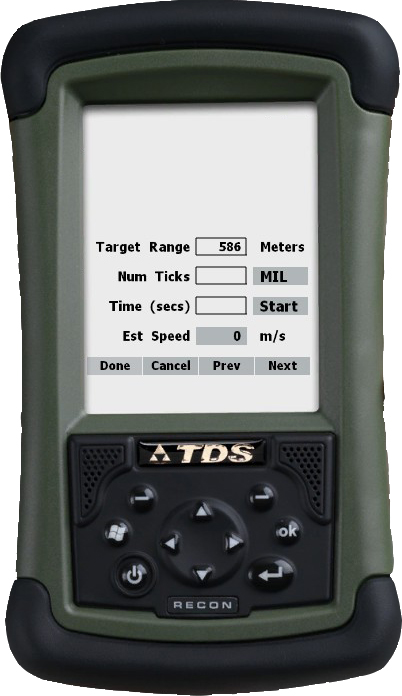 Target Range 586 Meters
Num Ticks MIL
Time (secs) Start
Est Speed 0 m/s
Done Cancel Prev Next
TDS
ok
RECON